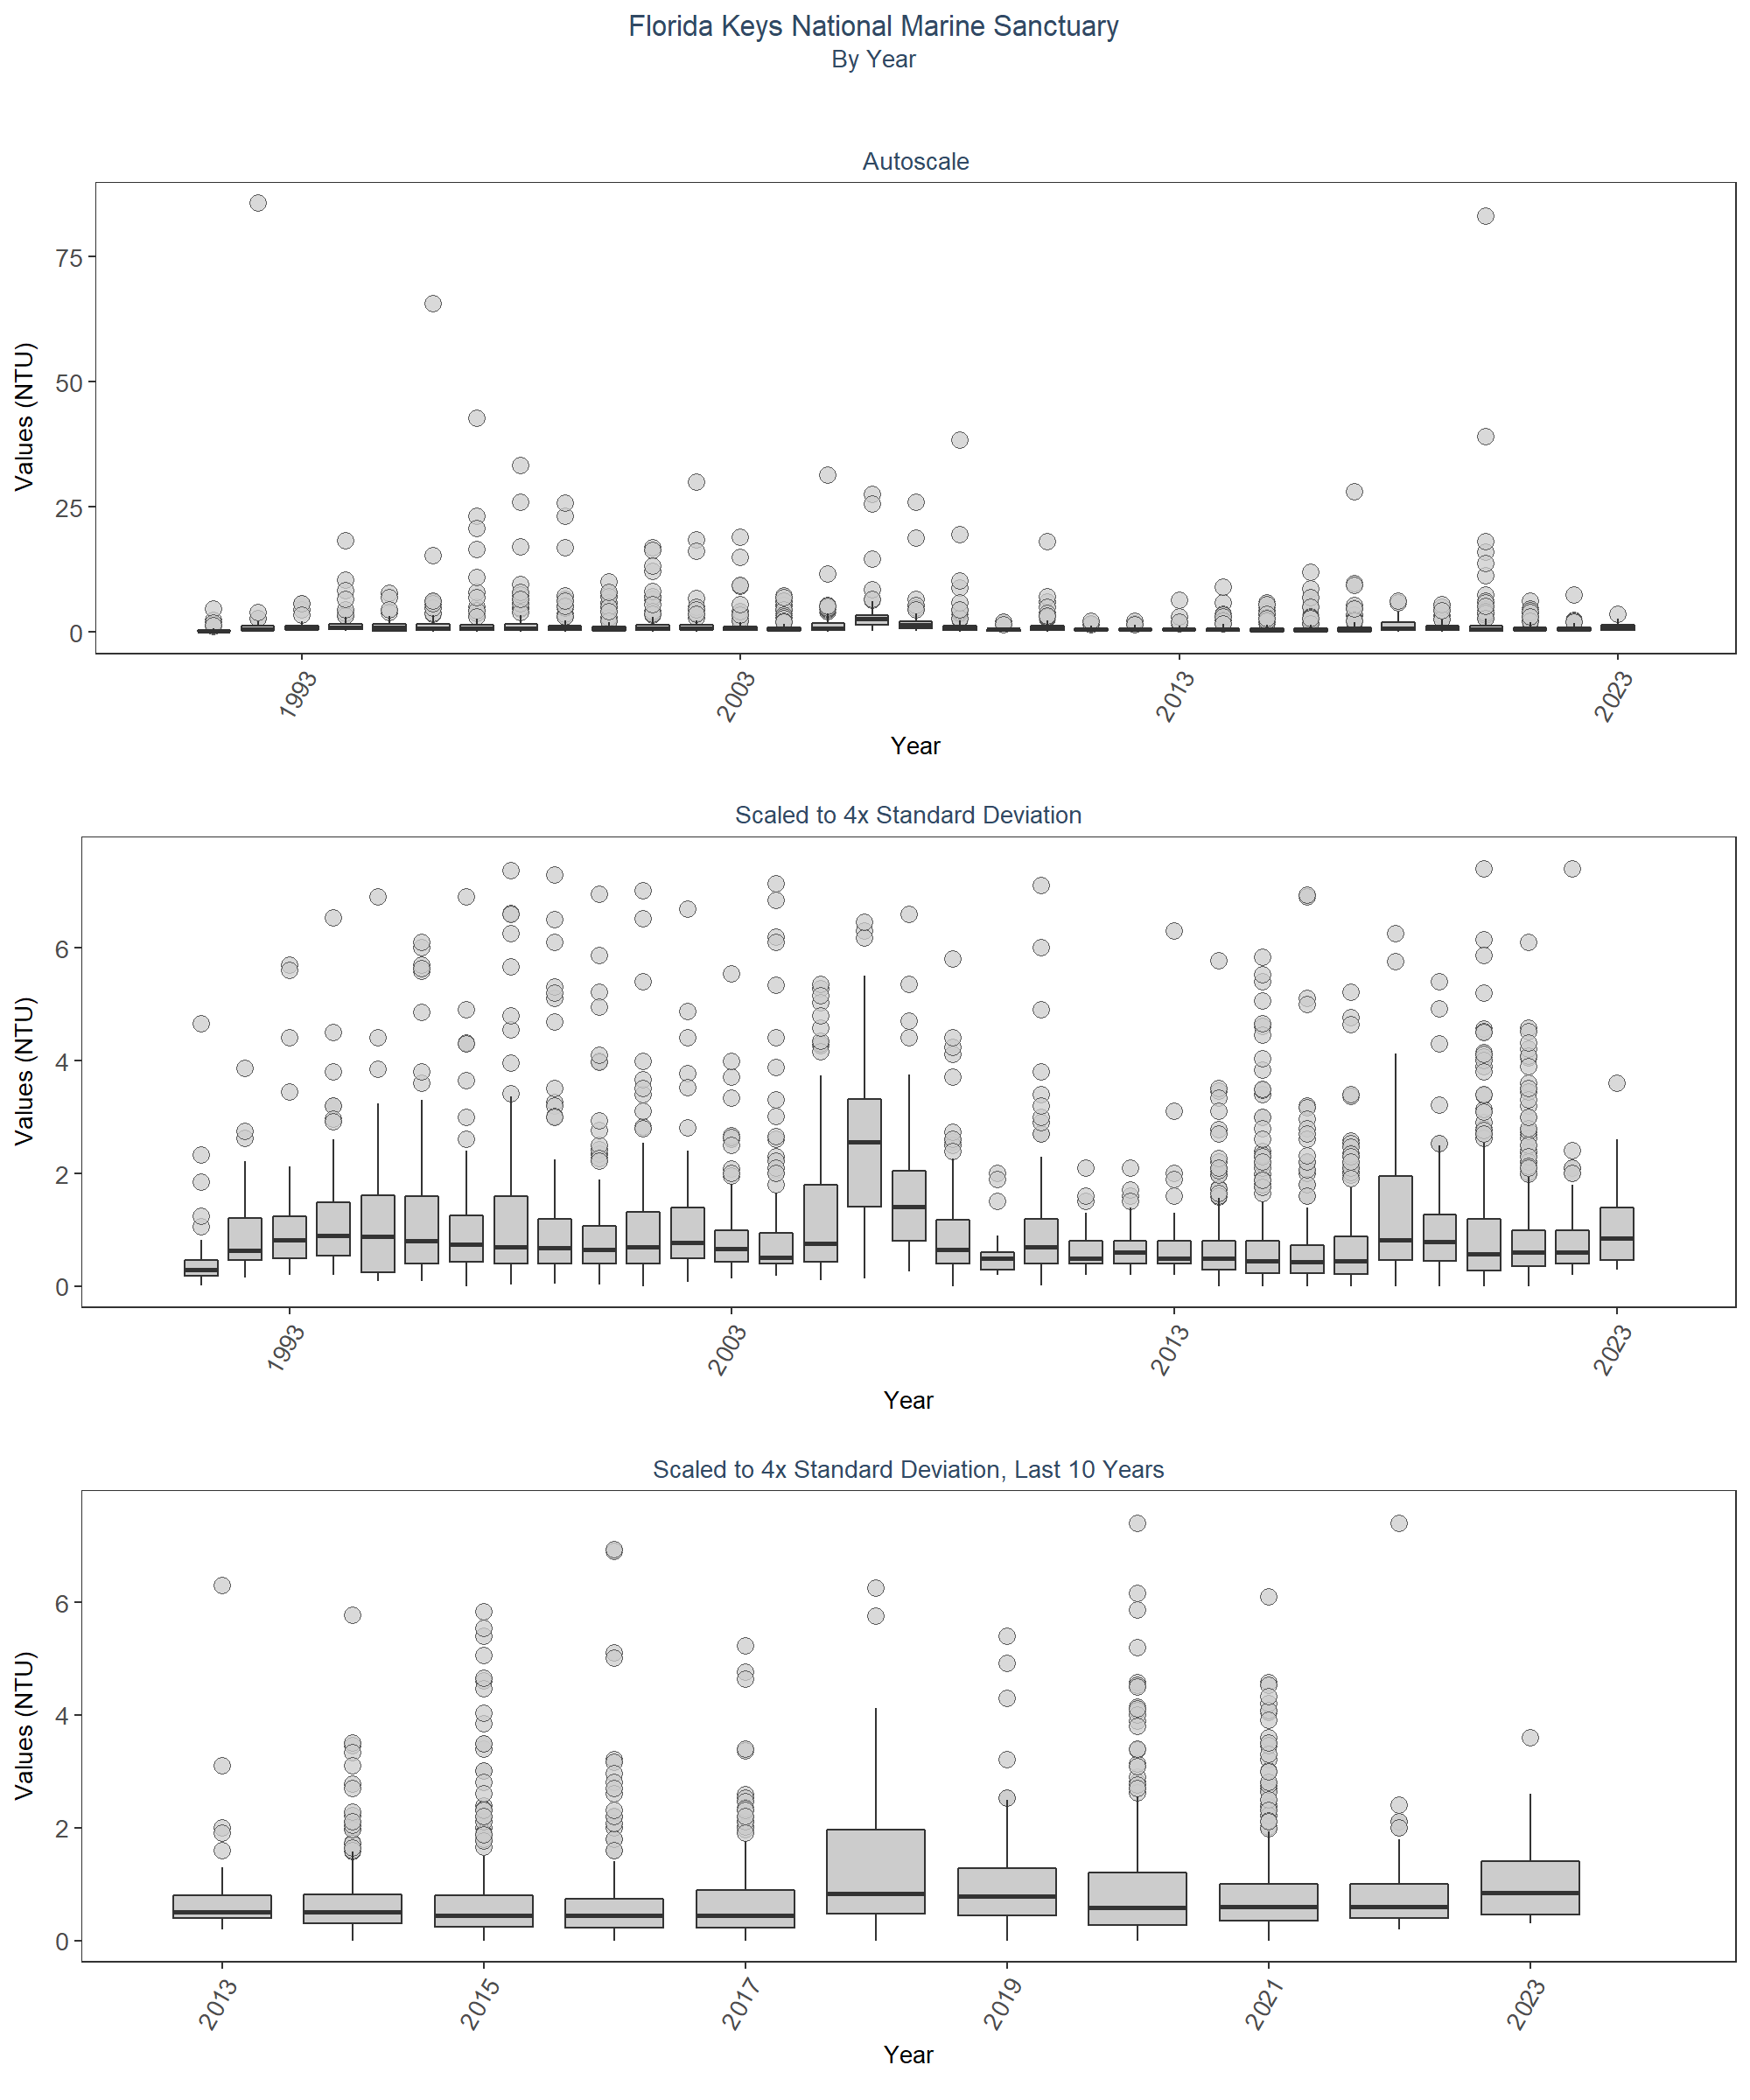 Florida Keys National Marine Sanctuary
By Year
Autoscale
Values (NTU)
75
50
25
0
1993
2003
2013
2023
Year
Scaled to 4x Standard Deviation
Values (NTU)
6
4
2
0
1993
2003
2013
2023
Year
Scaled to 4x Standard Deviation, Last 10 Years
Values (NTU)
6
4
2
0
2013
2015
2017
2019
2021
2023
Year